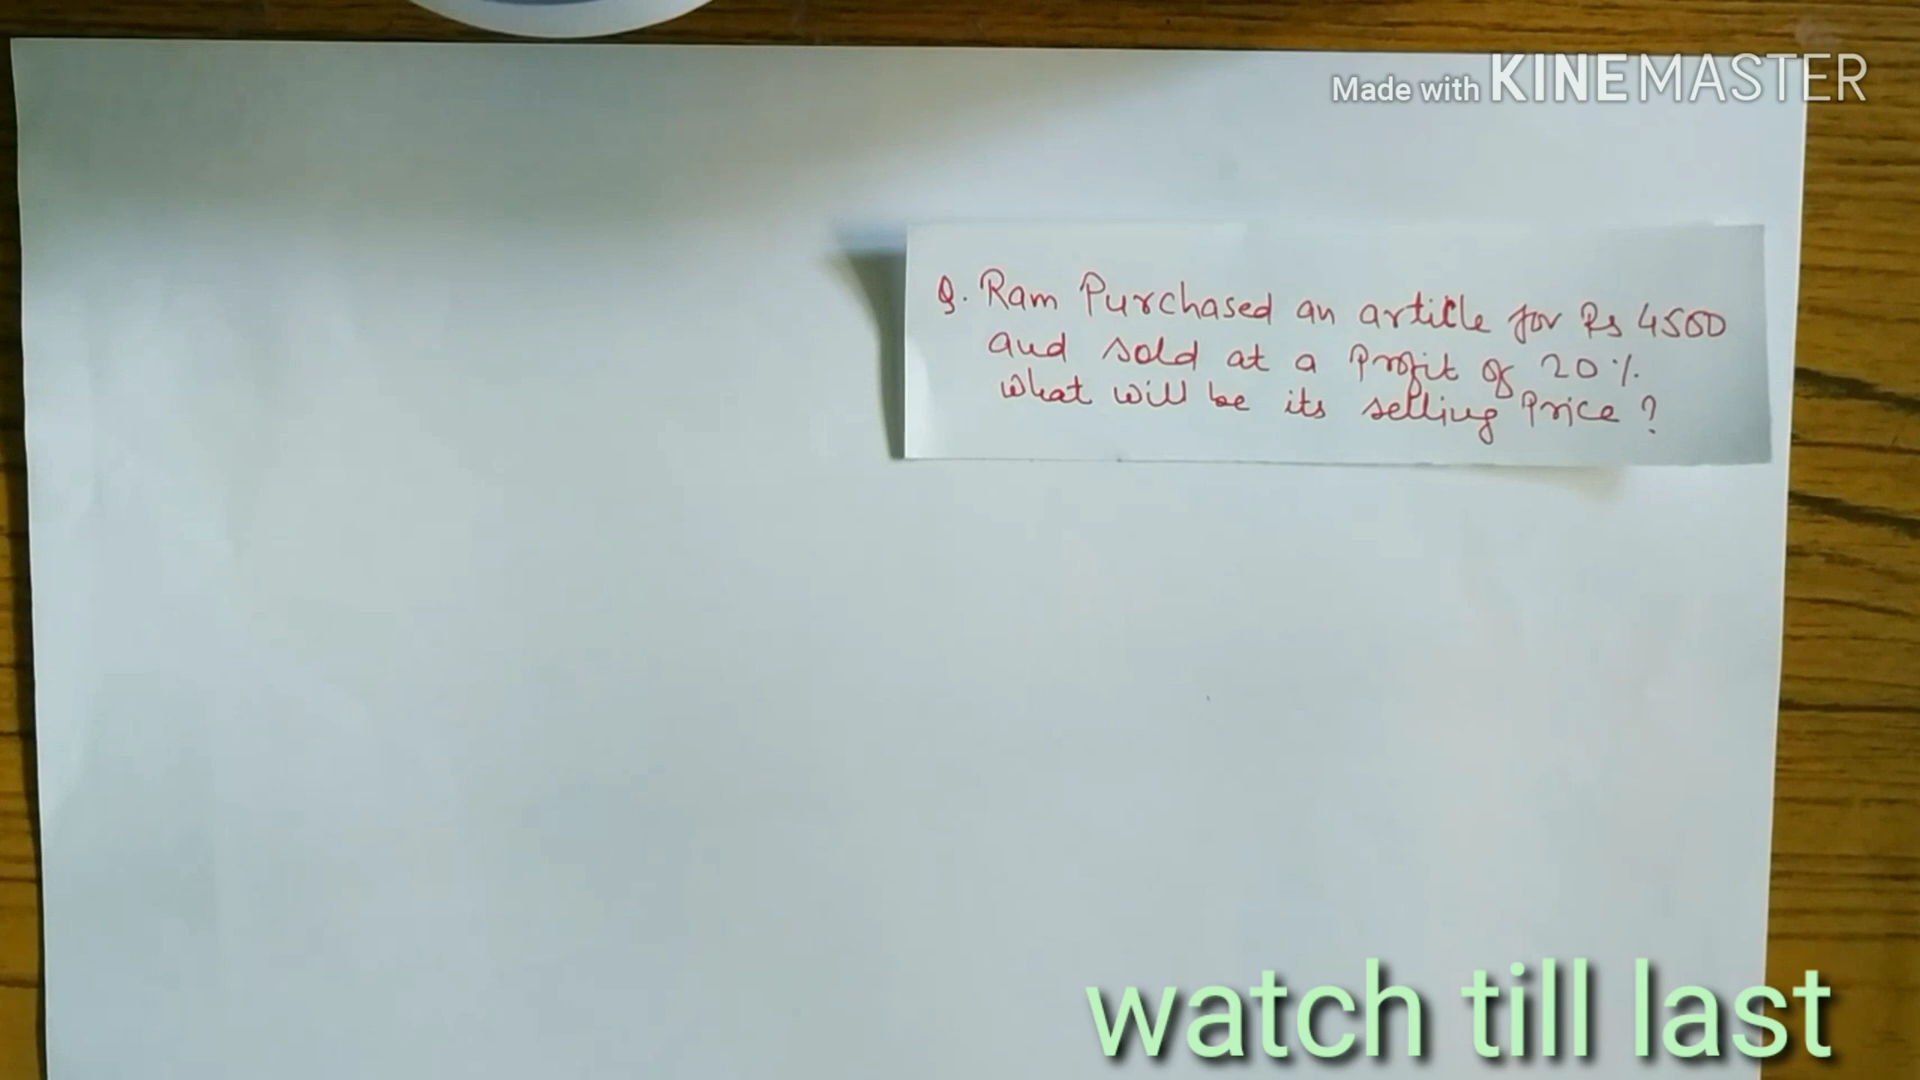 Made with KINEMASTER
Q. Ram Purchased an article for Rs 4500
and sold at a Profit of 20%.
What will be its selling Price?
watch till last